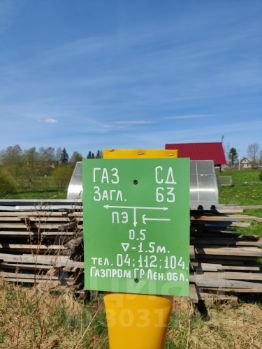 ГАЗ СД
Загл. 63
ПЭ
0.5
▽-1.5м.
тел. 04; 112; 104.
Газпром ГР Лен. обл.